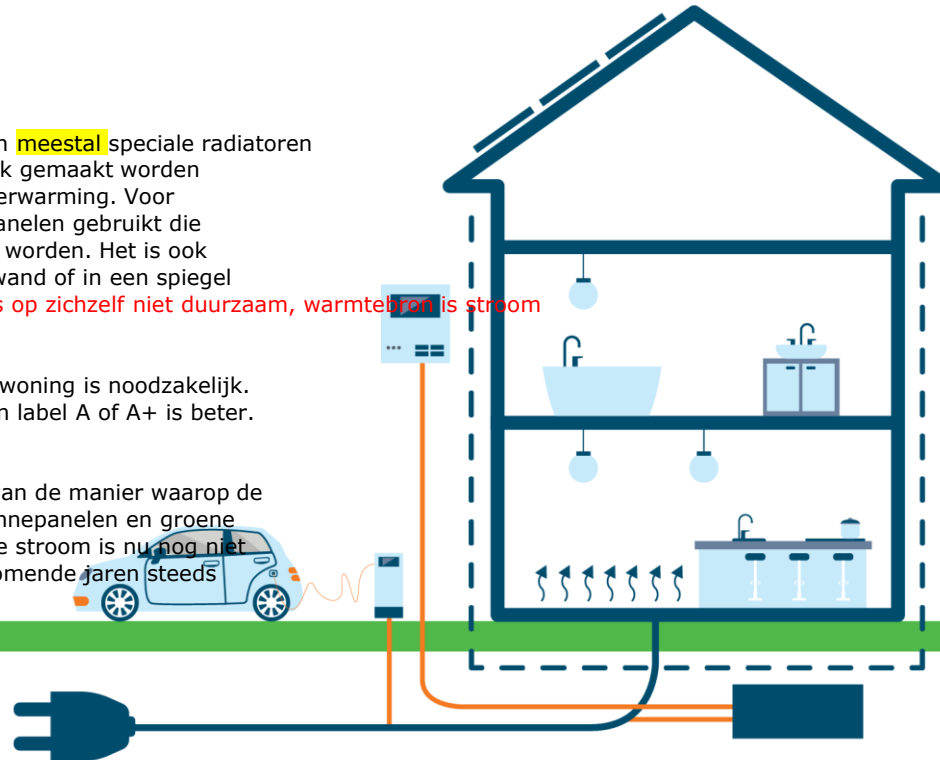 n meestal speciale radiatoren
k gemaakt worden
erwarming. Voor
anelen gebruikt die
worden. Het is ook
wand of in een spiegel
s op zichzelf niet duurzaam, warmtebron is stroom
woning is noodzakelijk.
n label A of A+ is beter.
an de manier waarop de
nnepanelen en groene
e stroom is nu nog niet
omende jaren steeds